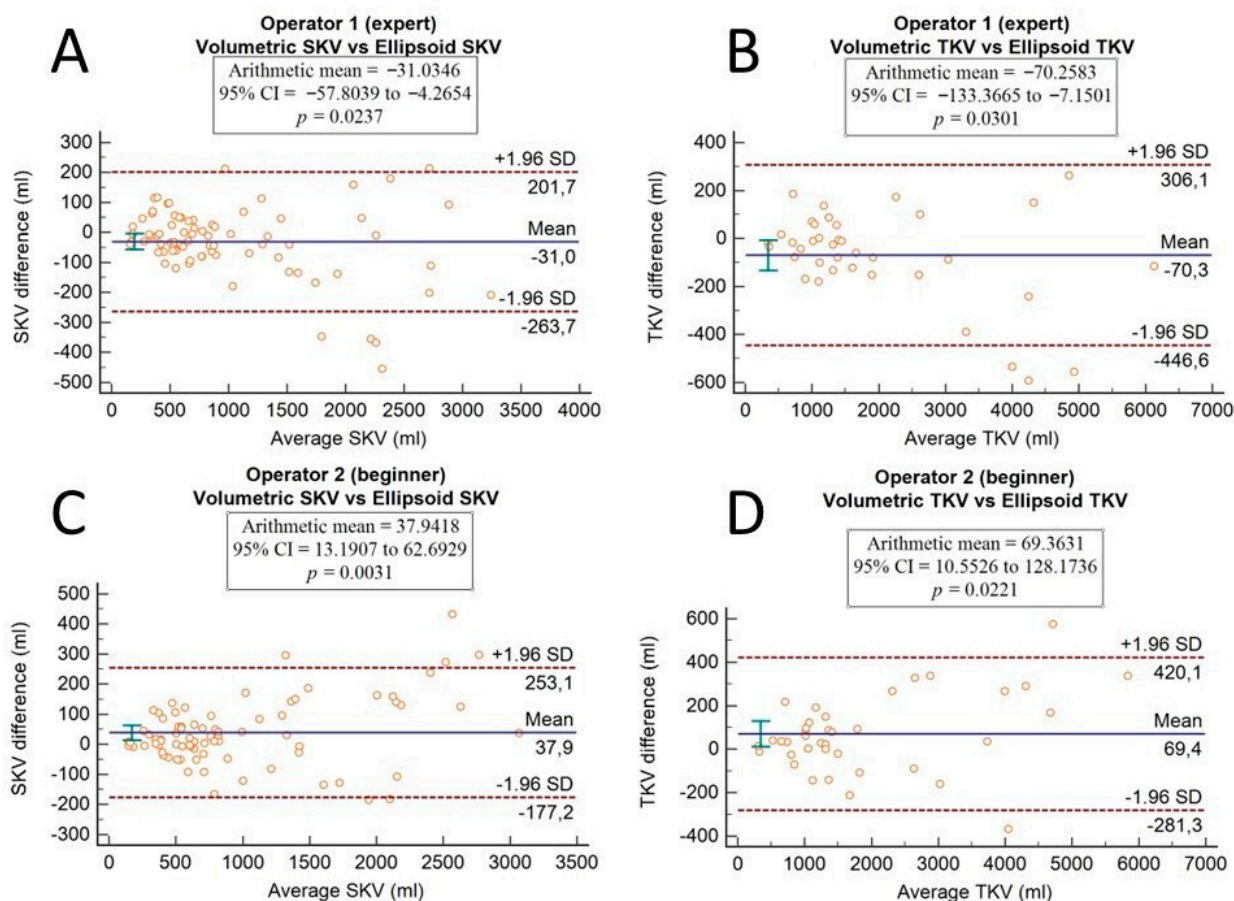 A
Operator 1 (expert)
Volumetric SKV vs Ellipsoid SKV
Arithmetic mean = −31.0346
95% CI = −57.8039 to −4.2654
p = 0.0237
300
200
100
0
-100
-200
-300
-400
-500
SKV difference (ml)
+1.96 SD
201,7
Mean
-31,0
-1.96 SD
-263,7
0 500 1000 1500 2000 2500 3000 3500 4000
Average SKV (ml)
B
Operator 1 (expert)
Volumetric TKV vs Ellipsoid TKV
Arithmetic mean = −70.2583
95% CI = −133.3665 to −7.1501
p = 0.0301
400
200
0
-200
-400
-600
TKV difference (ml)
+1.96 SD
306,1
Mean
-70,3
-1.96 SD
-446,6
0 1000 2000 3000 4000 5000 6000 7000
Average TKV (ml)
C
Operator 2 (beginner)
Volumetric SKV vs Ellipsoid SKV
Arithmetic mean = 37.9418
95% CI = 13.1907 to 62.6929
p = 0.0031
500
400
300
200
100
0
-100
-200
-300
SKV difference (ml)
+1.96 SD
253,1
Mean
37,9
-1.96 SD
-177,2
0 500 1000 1500 2000 2500 3000 3500
Average SKV (ml)
D
Operator 2 (beginner)
Volumetric TKV vs Ellipsoid TKV
Arithmetic mean = 69.3631
95% CI = 10.5526 to 128.1736
p = 0.0221
600
400
200
0
-200
-400
TKV difference (ml)
+1.96 SD
420,1
Mean
69,4
-1.96 SD
-281,3
0 1000 2000 3000 4000 5000 6000 7000
Average TKV (ml)